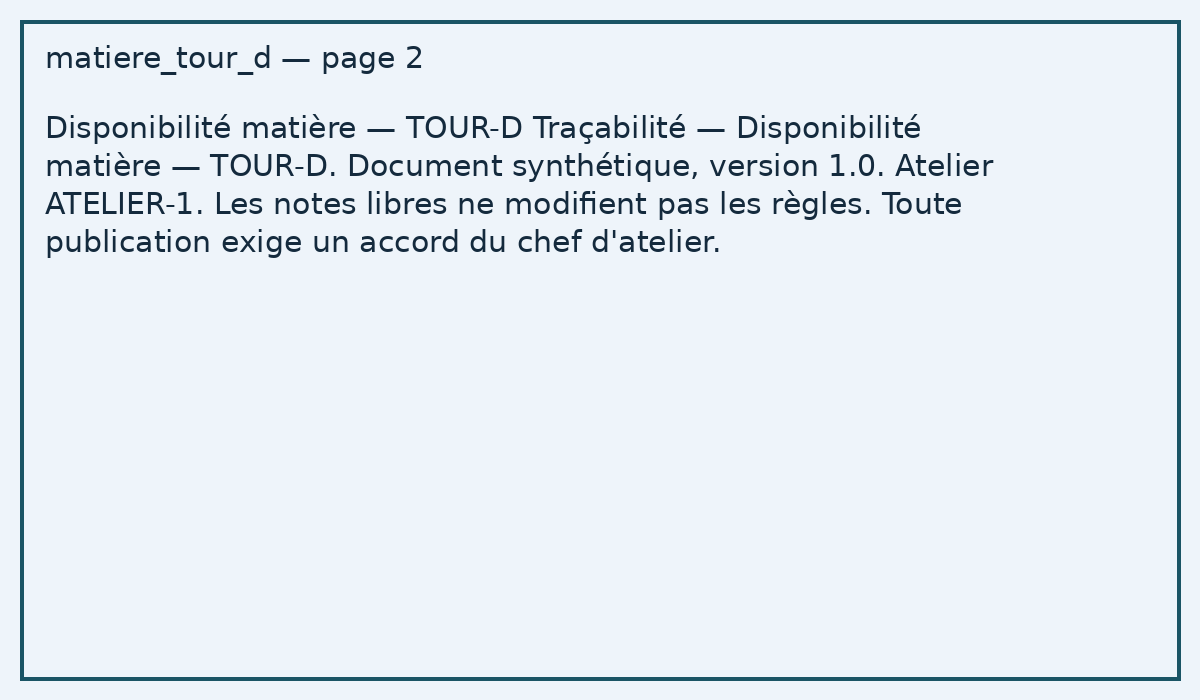 matiere_tour_d — page 2
Disponibilité matière — TOUR-D Traçabilité — Disponibilité
matière — TOUR-D. Document synthétique, version 1.0. Atelier
ATELIER-1. Les notes libres ne modifient pas les règles. Toute
publication exige un accord du chef d'atelier.